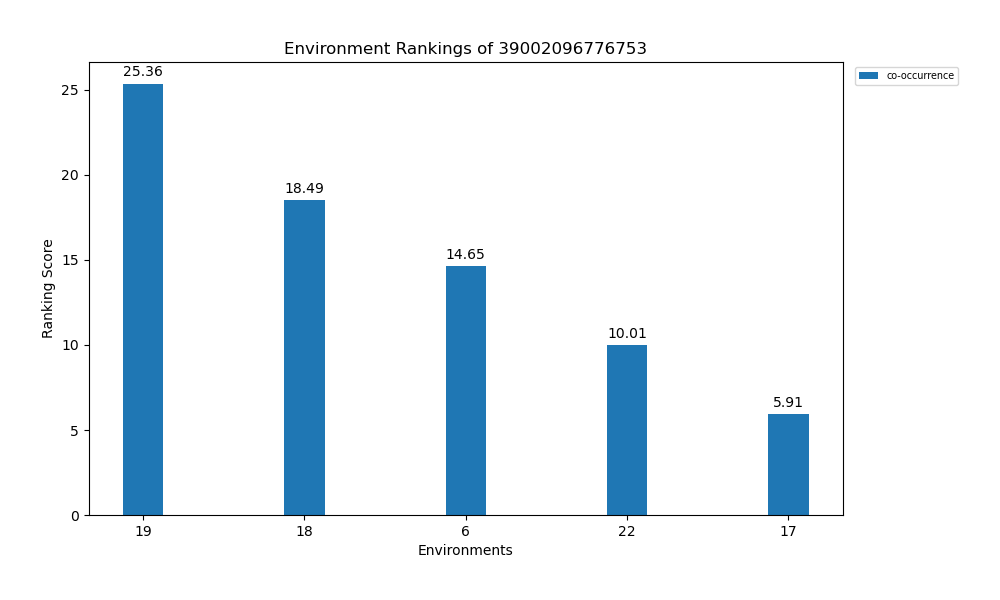 Environment Rankings of 39002096776753
co-occurrence
25.36
18.49
14.65
10.01
5.91
25
20
15
10
5
0
Ranking Score
19 18 6 22 17
Environments